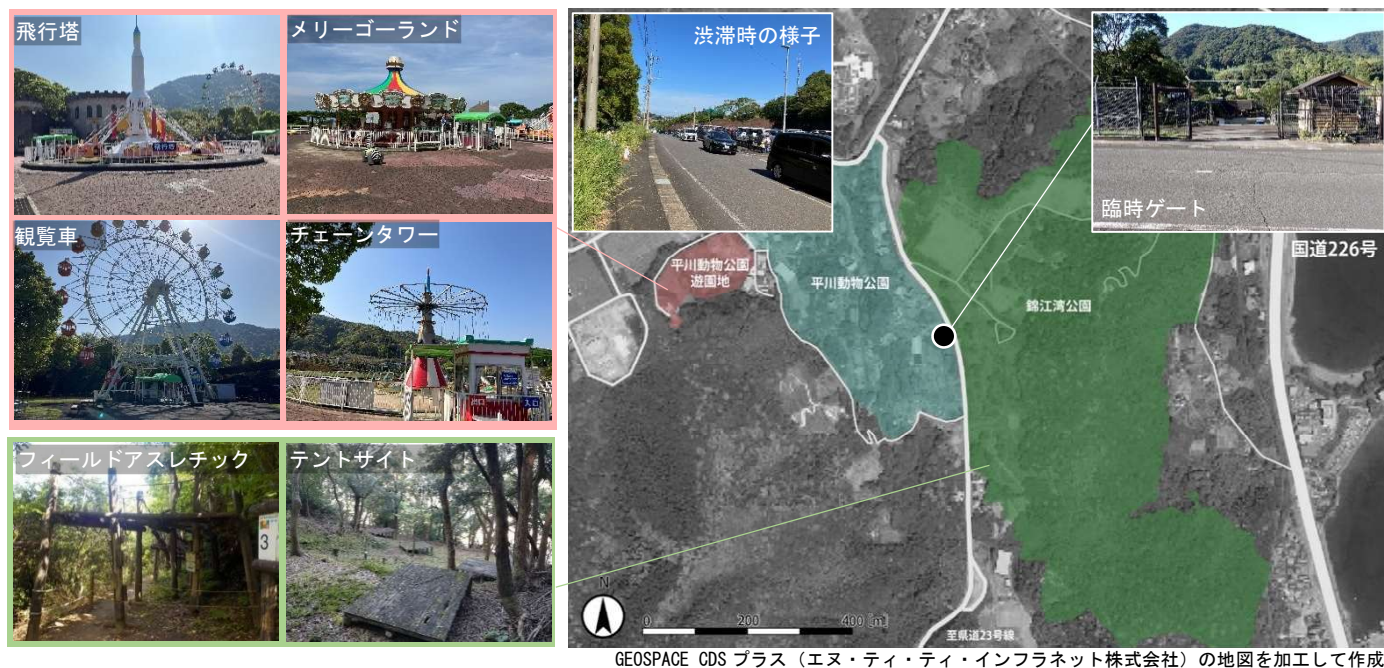 飛行塔
メリーゴーランド
観覧車
チェーンタワー
フィールドアスレチック
テントサイト
3
渋滞時の様子
臨時ゲート
国道226号
平川動物公園
遊園地
平川動物公園
錦江湾公園
N
0 200 400 [m]
至県道23号線
GEOSPACE CDS プラス（エヌ・ティ・ティ・インフラネット株式会社）の地図を加工して作成